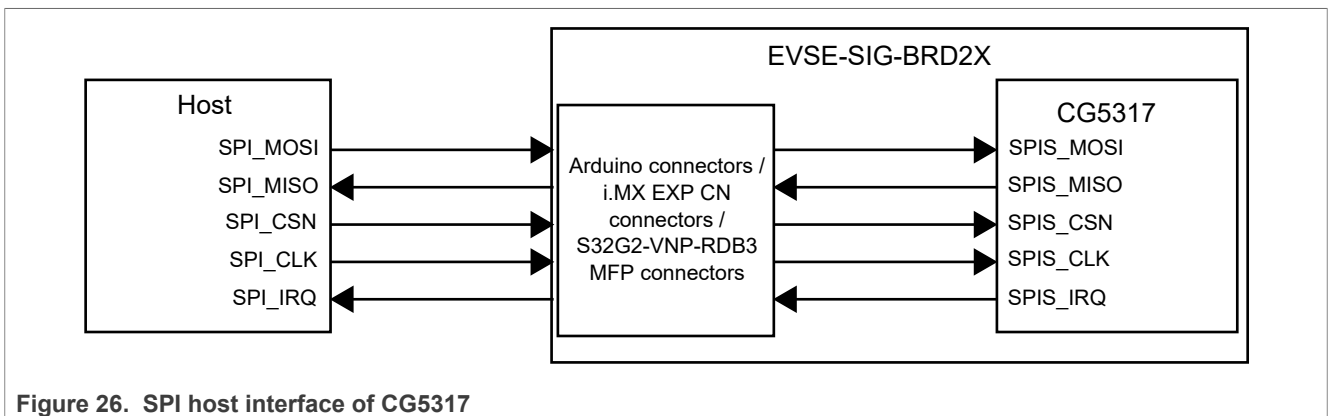 EVSE-SIG-BRD2X
Host
CG5317
SPI_MOSI
SPI_MISO
SPI_CSN
SPI_CLK
SPI_IRQ
Arduino connectors /
i.MX EXP CN
connectors /
S32G2-VNP-RDB3
MFP connectors
SPIS_MOSI
SPIS_MISO
SPIS_CSN
SPIS_CLK
SPIS_IRQ
Figure 26. SPI host interface of CG5317